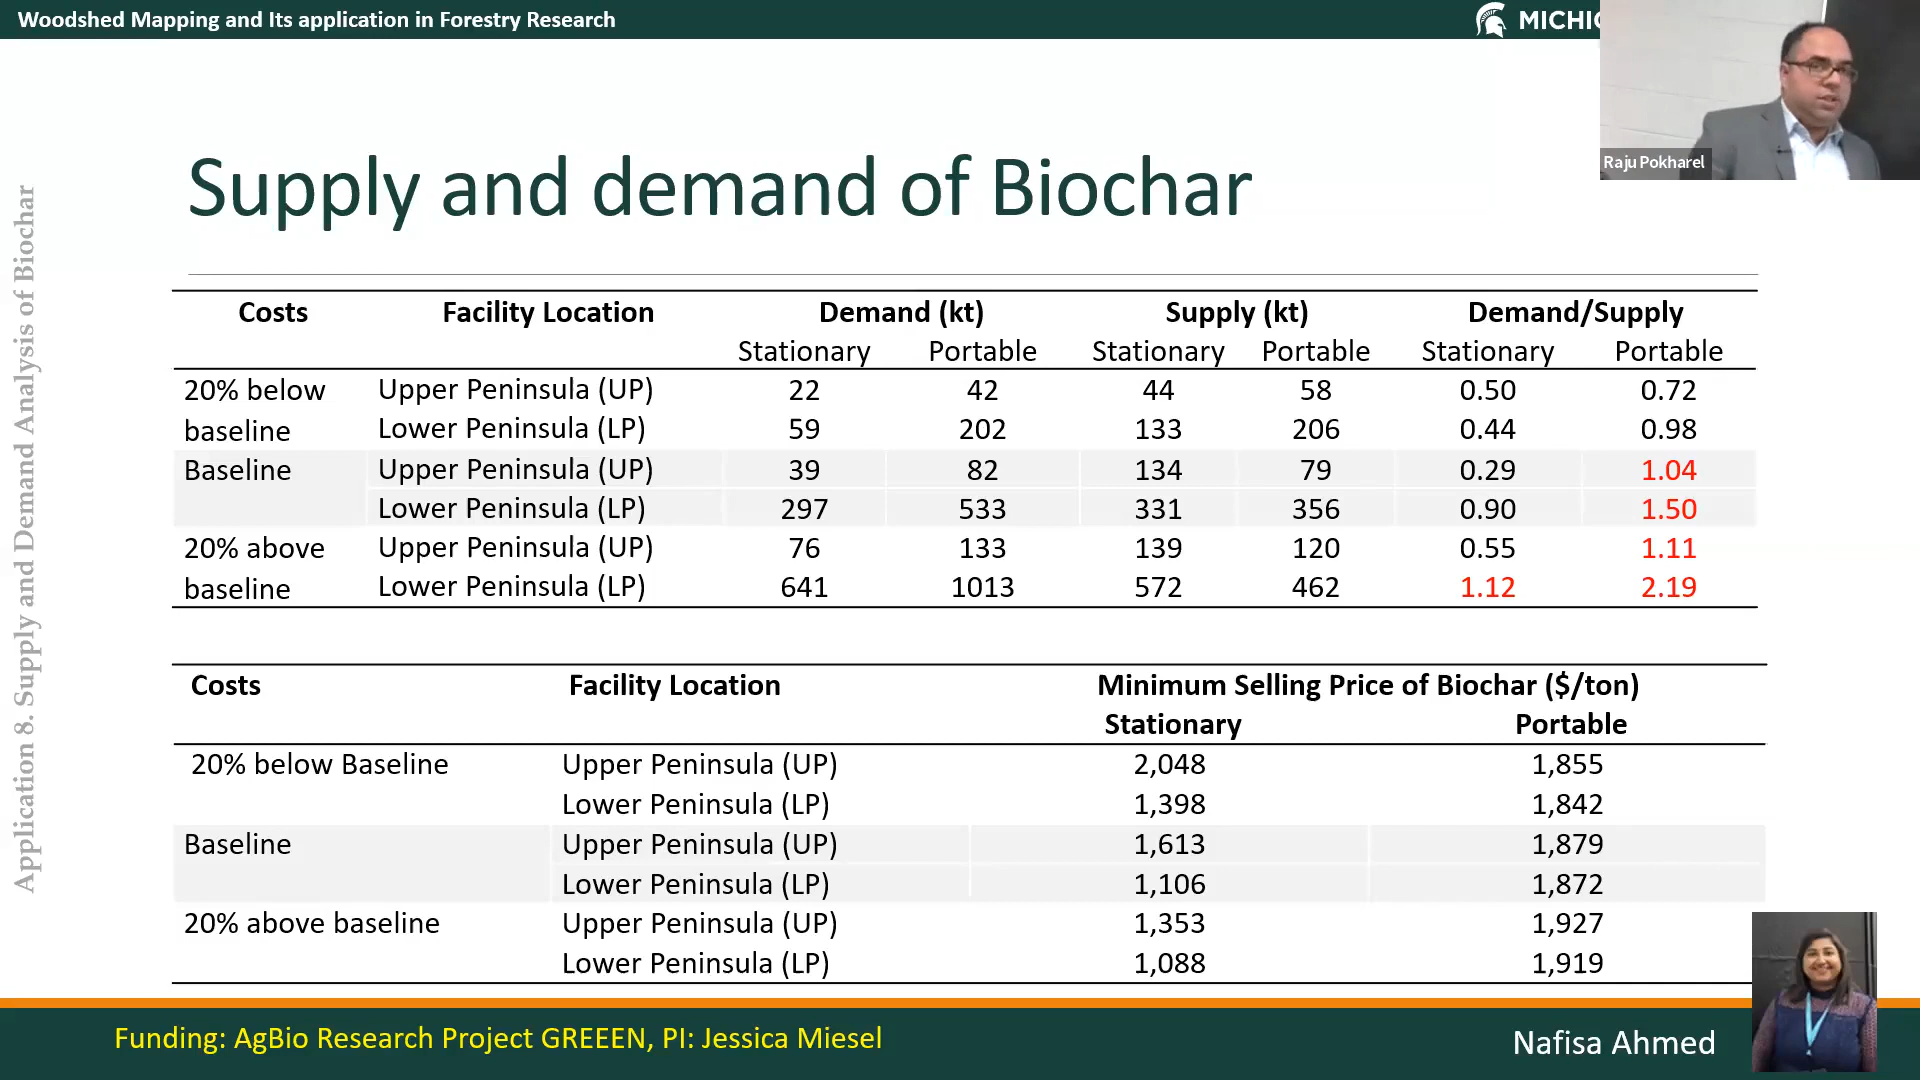 Woodshed Mapping and Its application in Forestry Research
Raju Pokharel
Application 8. Supply and Demand Analysis of Biochar
Supply and demand of Biochar
Costs Facility Location Demand (kt) Supply (kt) Demand/Supply
Stationary Portable Stationary Portable Stationary Portable
20% below Upper Peninsula (UP) 22 42 44 58 0.50 0.72
baseline Lower Peninsula (LP) 59 202 133 206 0.44 0.98
Baseline Upper Peninsula (UP) 39 82 134 79 0.29 1.04
Lower Peninsula (LP) 297 533 331 356 0.90 1.50
20% above Upper Peninsula (UP) 76 133 139 120 0.55 1.11
baseline Lower Peninsula (LP) 641 1013 572 462 1.12 2.19
Costs Facility Location Minimum Selling Price of Biochar ($/ton)
Stationary Portable
20% below Baseline Upper Peninsula (UP) 2,048 1,855
Lower Peninsula (LP) 1,398 1,842
Baseline Upper Peninsula (UP) 1,613 1,879
Lower Peninsula (LP) 1,106 1,872
20% above baseline Upper Peninsula (UP) 1,353 1,927
Lower Peninsula (LP) 1,088 1,919
Funding: AgBio Research Project GREEEN, PI: Jessica Miesel
Nafisa Ahmed